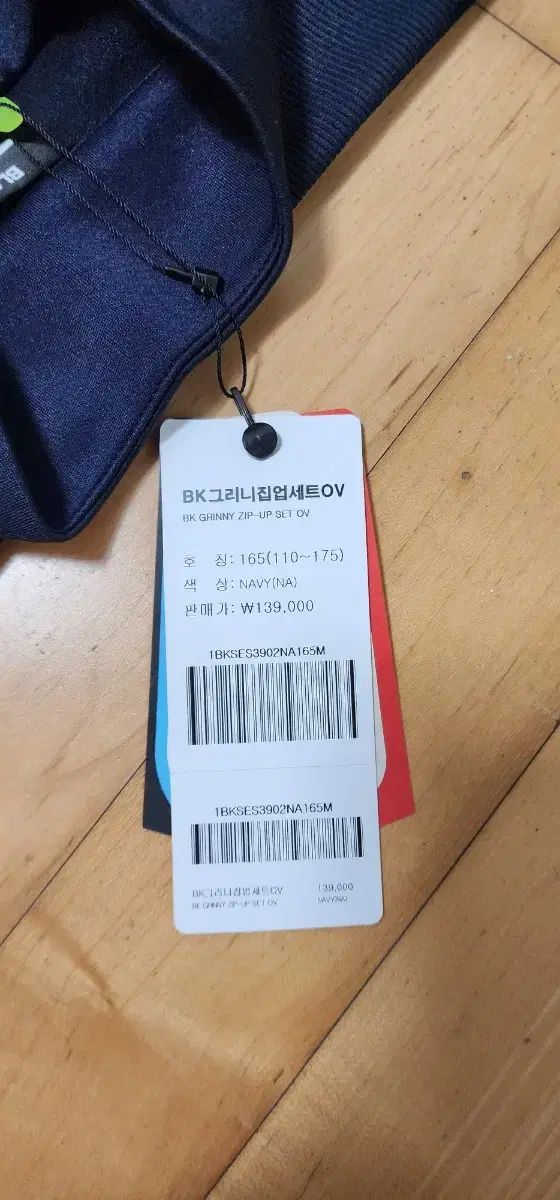 BL
BK그리니집업세트OV
BK GRINNY ZIP-UP SET OV
호 칭: 165(110~175)
색 상: NAVY(NA)
판매가: ₩139,000
1BKSES3902NA165M
1BKSES3902NA165M
BK그리니집업세트OV 139,000
BK GRINNY ZIP-UP SET OV NAVY(NA)